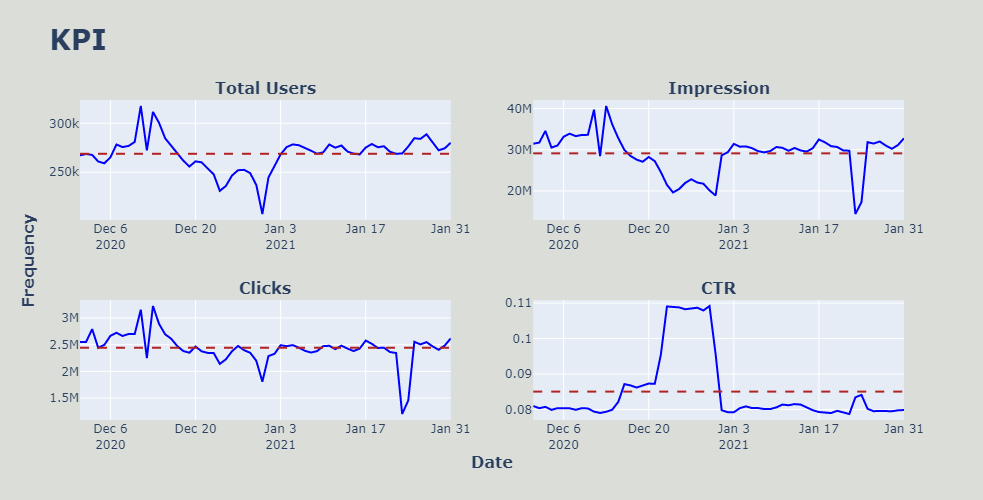 KPI
Total Users
300k
250k
Dec 6
2020
Dec 20
Jan 3
2021
Jan 17
Jan 31
Impression
40M
30M
20M
Dec 6
2020
Dec 20
Jan 3
2021
Jan 17
Jan 31
Frequency
Clicks
3M
2.5M
2M
1.5M
Dec 6
2020
Dec 20
Jan 3
2021
Jan 17
Jan 31
CTR
0.11
0.1
0.09
0.08
Dec 6
2020
Dec 20
Jan 3
2021
Jan 17
Jan 31
Date